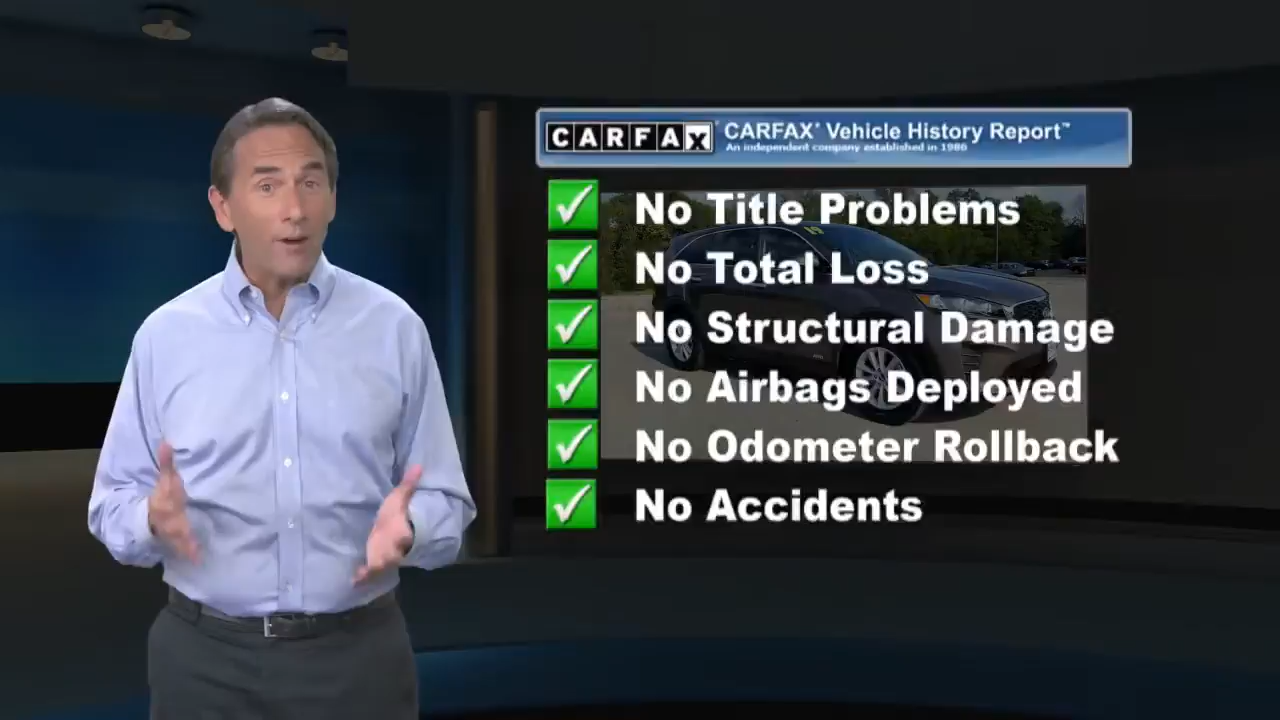 CARFAX CARFAX® Vehicle History Report™
An independent company established in 1986
No Title Problems
No Total Loss
No Structural Damage
No Airbags Deployed
No Odometer Rollback
No Accidents
19